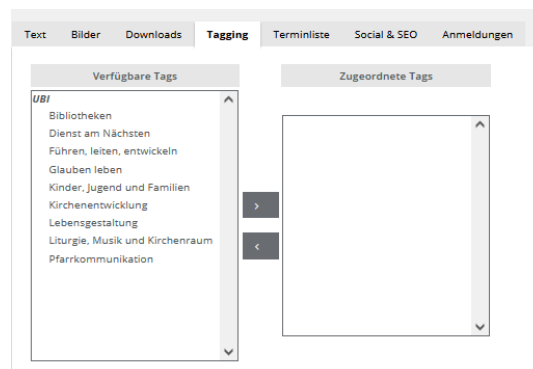 Text Bilder Downloads Tagging Terminliste Social & SEO Anmeldungen
Verfügbare Tags
Zugeordnete Tags
UBI
Bibliotheken
Dienst am Nächsten
Führen, leiten, entwickeln
Glauben leben
Kinder, Jugend und Familien
Kirchenentwicklung
Lebensgestaltung
Liturgie, Musik und Kirchenraum
Pfarrkommunikation
>
<